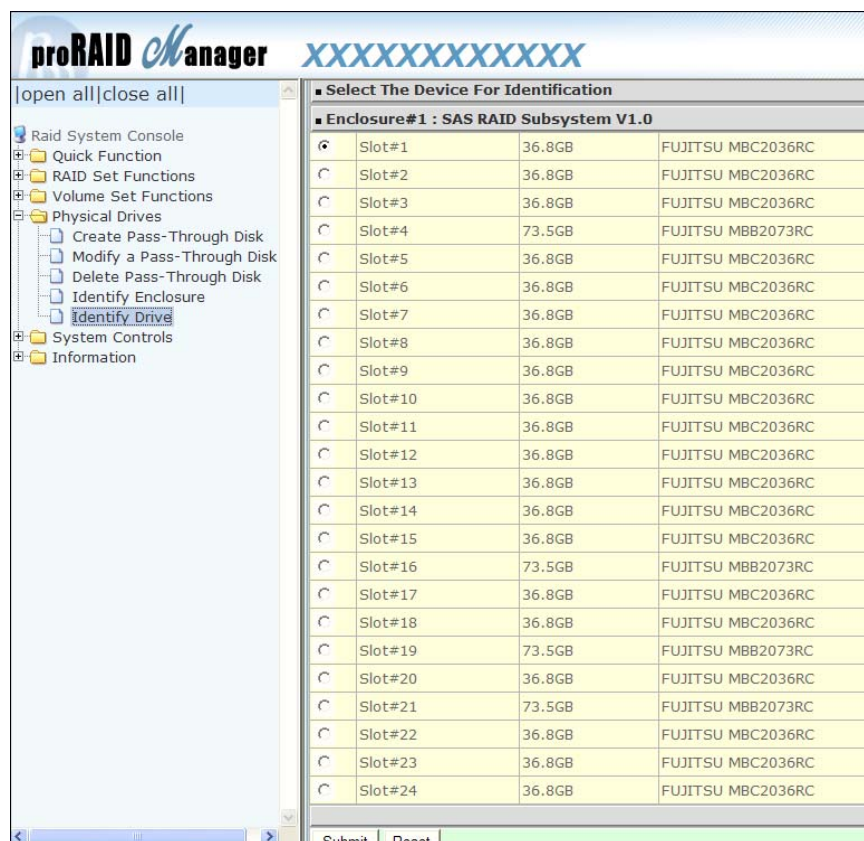 proRAID Manager XXXXXXXXXXXXX
|open all|close all|
Raid System Console
Quick Function
RAID Set Functions
Volume Set Functions
Physical Drives
Create Pass-Through Disk
Modify a Pass-Through Disk
Delete Pass-Through Disk
Identify Enclosure
Identify Drive
System Controls
Information
Select The Device For Identification
Enclosure#1 : SAS RAID Subsystem V1.0
Slot#1 36.8GB FUJITSU MBC2036RC
Slot#2 36.8GB FUJITSU MBC2036RC
Slot#3 36.8GB FUJITSU MBC2036RC
Slot#4 73.5GB FUJITSU MBB2073RC
Slot#5 36.8GB FUJITSU MBC2036RC
Slot#6 36.8GB FUJITSU MBC2036RC
Slot#7 36.8GB FUJITSU MBC2036RC
Slot#8 36.8GB FUJITSU MBC2036RC
Slot#9 36.8GB FUJITSU MBC2036RC
Slot#10 36.8GB FUJITSU MBC2036RC
Slot#11 36.8GB FUJITSU MBC2036RC
Slot#12 36.8GB FUJITSU MBC2036RC
Slot#13 36.8GB FUJITSU MBC2036RC
Slot#14 36.8GB FUJITSU MBC2036RC
Slot#15 36.8GB FUJITSU MBC2036RC
Slot#16 73.5GB FUJITSU MBB2073RC
Slot#17 36.8GB FUJITSU MBC2036RC
Slot#18 36.8GB FUJITSU MBC2036RC
Slot#19 73.5GB FUJITSU MBB2073RC
Slot#20 36.8GB FUJITSU MBC2036RC
Slot#21 73.5GB FUJITSU MBB2073RC
Slot#22 36.8GB FUJITSU MBC2036RC
Slot#23 36.8GB FUJITSU MBC2036RC
Slot#24 36.8GB FUJITSU MBC2036RC
Submit Reset